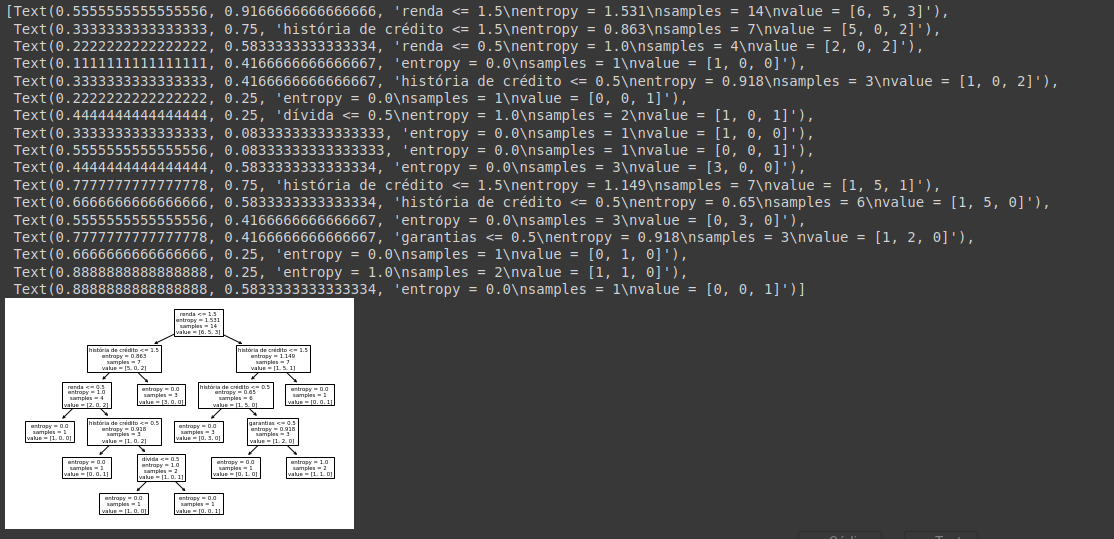 [Text(0.5555555555555556, 0.9166666666666666, 'renda <= 1.5\nentropy = 1.531\nsamples = 14\nvalue = [6, 5, 3]'),
Text(0.3333333333333333, 0.75, 'história de crédito <= 1.5\nentropy = 0.863\nsamples = 7\nvalue = [5, 0, 2]'),
Text(0.2222222222222222, 0.5833333333333334, 'renda <= 0.5\nentropy = 1.0\nsamples = 4\nvalue = [2, 0, 2]'),
Text(0.1111111111111111, 0.4166666666666667, 'entropy = 0.0\nsamples = 1\nvalue = [1, 0, 0]'),
Text(0.3333333333333333, 0.4166666666666667, 'história de crédito <= 0.5\nentropy = 0.918\nsamples = 3\nvalue = [1, 0, 2]'),
Text(0.2222222222222222, 0.25, 'entropy = 0.0\nsamples = 1\nvalue = [0, 0, 1]'),
Text(0.4444444444444444, 0.25, 'dívida <= 0.5\nentropy = 1.0\nsamples = 2\nvalue = [1, 0, 1]'),
Text(0.3333333333333333, 0.08333333333333333, 'entropy = 0.0\nsamples = 1\nvalue = [1, 0, 0]'),
Text(0.5555555555555556, 0.08333333333333333, 'entropy = 0.0\nsamples = 1\nvalue = [0, 0, 1]'),
Text(0.4444444444444444, 0.5833333333333334, 'entropy = 0.0\nsamples = 3\nvalue = [3, 0, 0]'),
Text(0.7777777777777778, 0.75, 'história de crédito <= 1.5\nentropy = 1.149\nsamples = 7\nvalue = [1, 5, 1]'),
Text(0.6666666666666666, 0.5833333333333334, 'história de crédito <= 0.5\nentropy = 0.65\nsamples = 6\nvalue = [1, 5, 0]'),
Text(0.5555555555555556, 0.4166666666666667, 'entropy = 0.0\nsamples = 3\nvalue = [0, 3, 0]'),
Text(0.7777777777777778, 0.4166666666666667, 'garantias <= 0.5\nentropy = 0.918\nsamples = 3\nvalue = [1, 2, 0]'),
Text(0.6666666666666666, 0.25, 'entropy = 0.0\nsamples = 1\nvalue = [0, 1, 0]'),
Text(0.8888888888888888, 0.25, 'entropy = 1.0\nsamples = 2\nvalue = [1, 1, 0]'),
Text(0.8888888888888888, 0.5833333333333334, 'entropy = 0.0\nsamples = 1\nvalue = [0, 0, 1]')]
renda <= 1.5
entropy = 1.531
samples = 14
value = [6, 5, 3]
história de crédito <= 1.5
entropy = 0.863
samples = 7
value = [5, 0, 2]
história de crédito <= 1.5
entropy = 1.149
samples = 7
value = [1, 5, 1]
renda <= 0.5
entropy = 1.0
samples = 4
value = [2, 0, 2]
entropy = 0.0
samples = 3
value = [3, 0, 0]
história de crédito <= 0.5
entropy = 0.65
samples = 6
value = [1, 5, 0]
entropy = 0.0
samples = 1
value = [0, 0, 1]
entropy = 0.0
samples = 1
value = [1, 0, 0]
história de crédito <= 0.5
entropy = 0.918
samples = 3
value = [1, 0, 2]
entropy = 0.0
samples = 3
value = [0, 3, 0]
garantias <= 0.5
entropy = 0.918
samples = 3
value = [1, 2, 0]
entropy = 0.0
samples = 1
value = [0, 0, 1]
dívida <= 0.5
entropy = 1.0
samples = 2
value = [1, 0, 1]
entropy = 0.0
samples = 1
value = [0, 1, 0]
entropy = 1.0
samples = 2
value = [1, 1, 0]
entropy = 0.0
samples = 1
value = [1, 0, 0]
entropy = 0.0
samples = 1
value = [0, 0, 1]